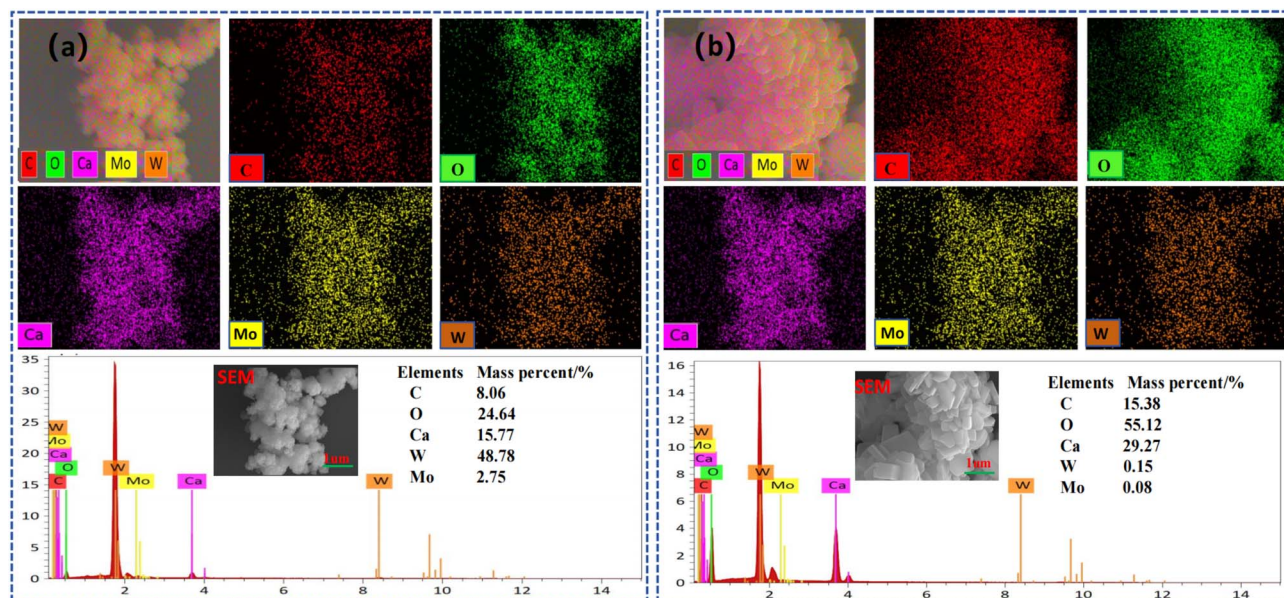 (a)
C O Ca Mo W
C
O
Ca
Mo
W
35
30
25
20
15
10
5
0
W
Mo
Ca
O
C
W
Mo
Ca
W
SEM
1um
Elements Mass percent/%
C 8.06
O 24.64
Ca 15.77
W 48.78
Mo 2.75
2 4 6 8 10 12 14
(b)
C O Ca Mo W
C
O
Ca
Mo
W
16
14
12
10
8
6
4
2
0
W
Mo
Ca
O
C
W
Mo
Ca
W
SEM
1um
Elements Mass percent/%
C 15.38
O 55.12
Ca 29.27
W 0.15
Mo 0.08
2 4 6 8 10 12 14